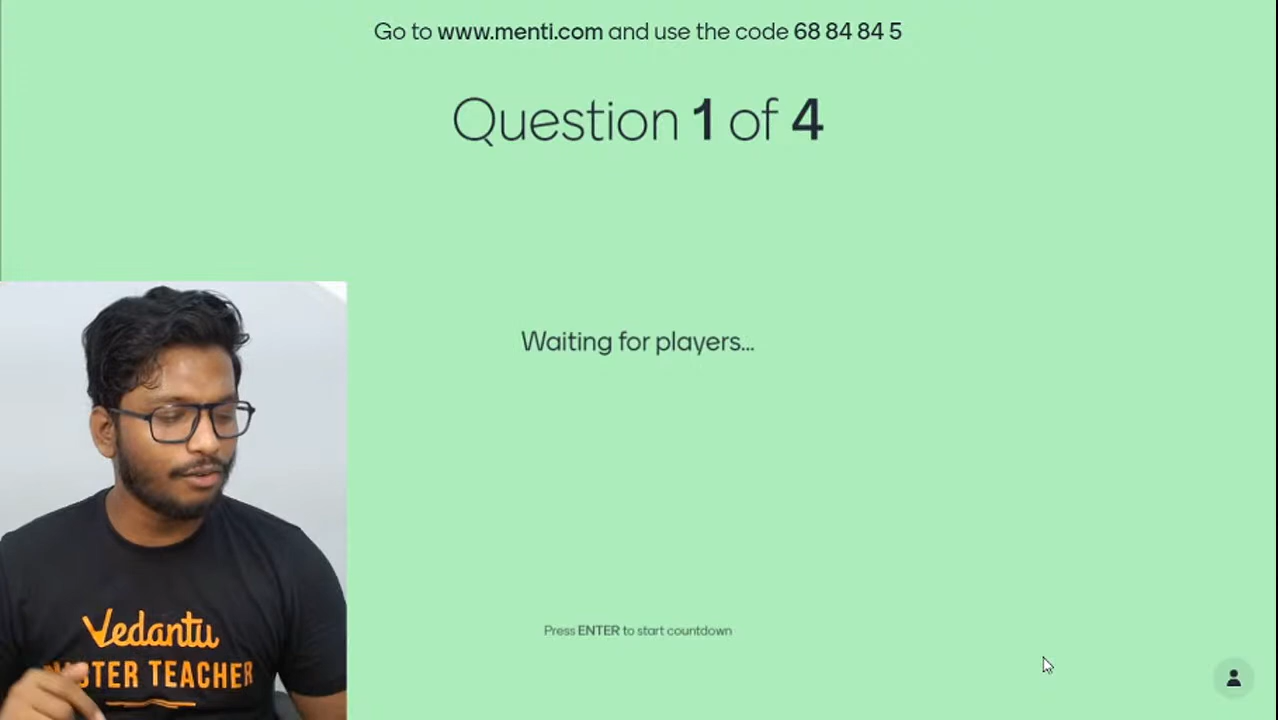 Go to www.menti.com and use the code 68 84 84 5
Question 1 of 4
Waiting for players...
Vedantu
MASTER TEACHER
Press ENTER to start countdown